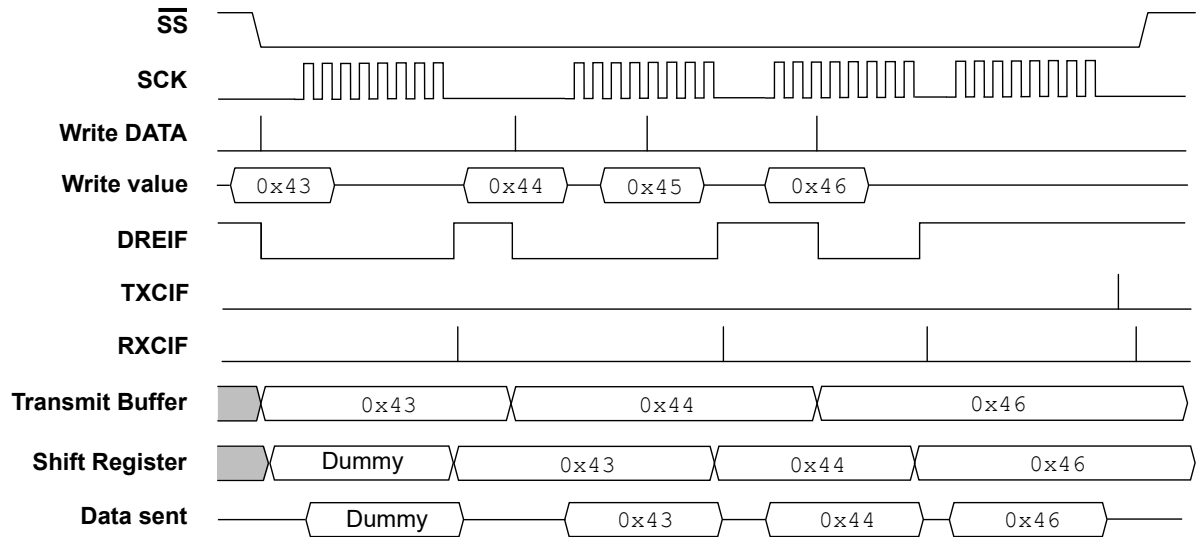 SS
SCK
Write DATA
Write value 0x43 0x44 0x45 0x46
DREIF
TXCIF
RXCIF
Transmit Buffer 0x43 0x44 0x46
Shift Register Dummy 0x43 0x44 0x46
Data sent Dummy 0x43 0x44 0x46